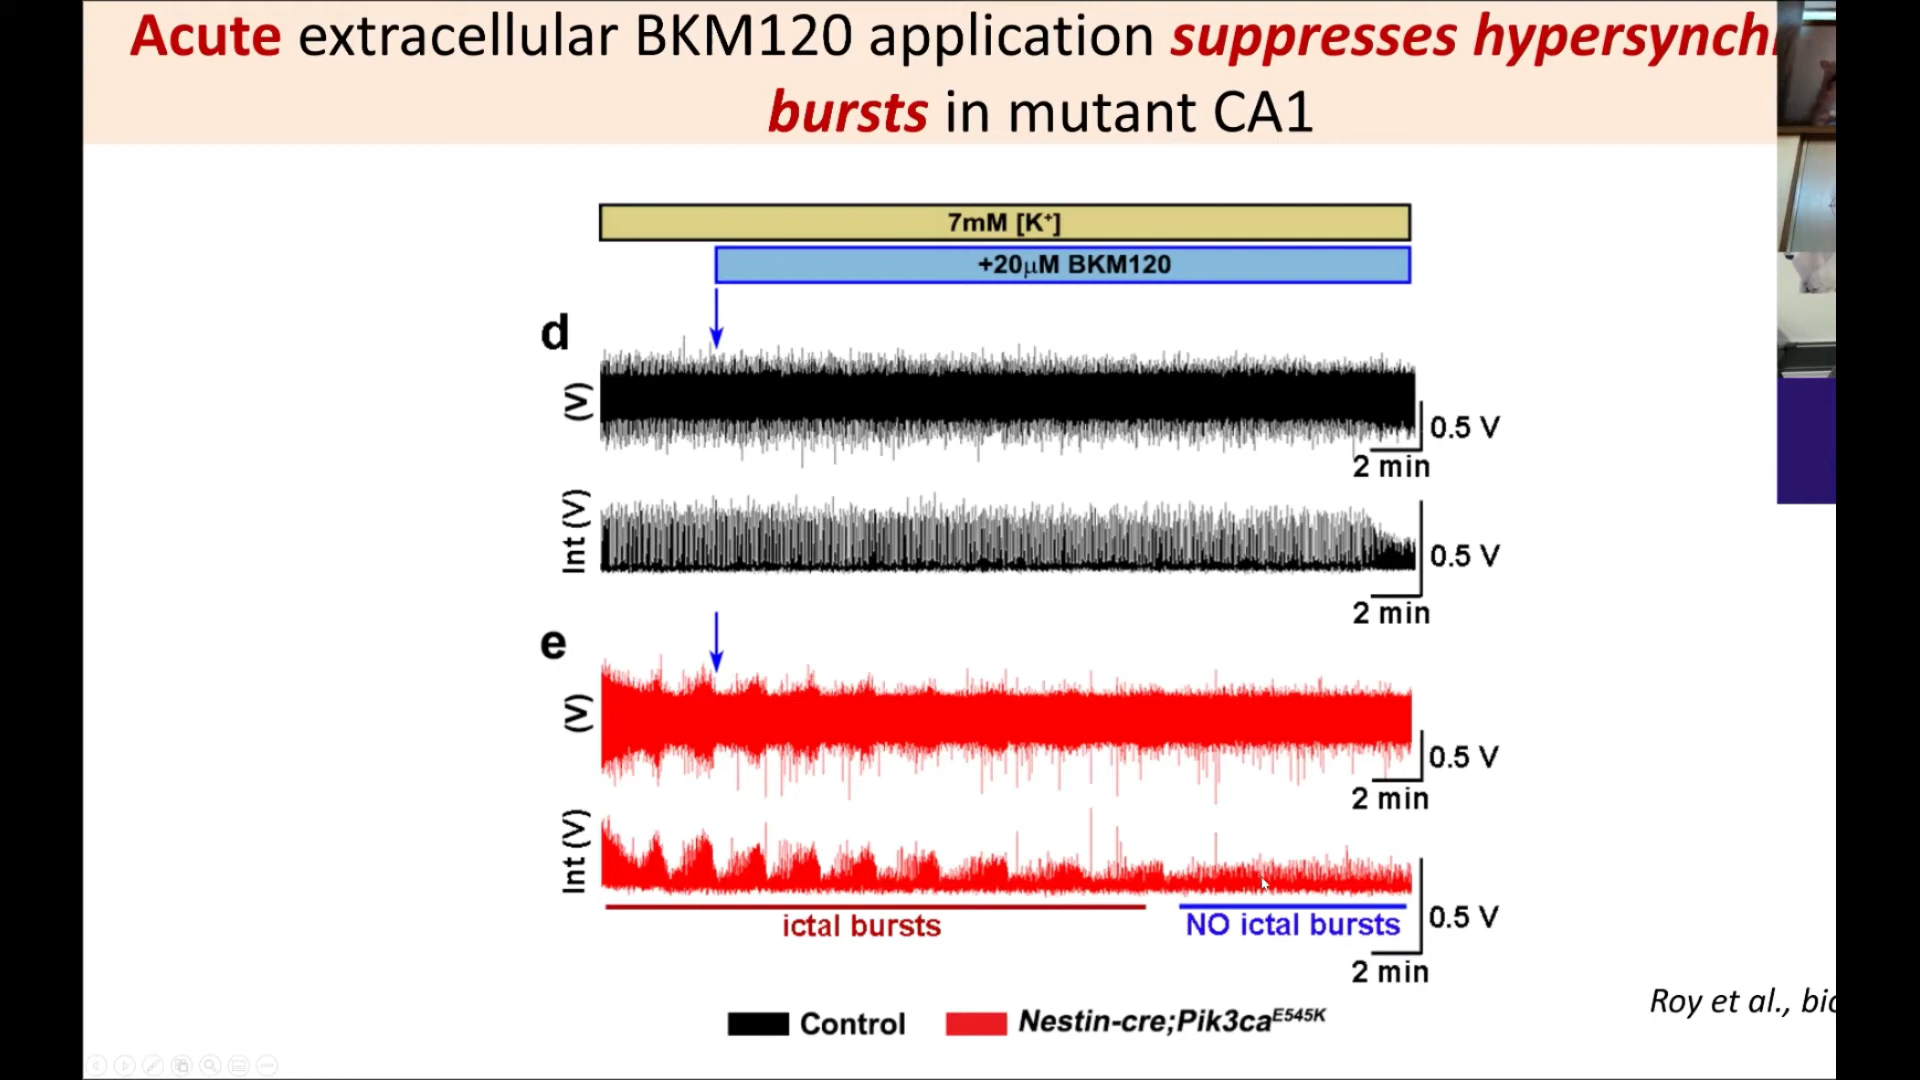 Acute extracellular BKM120 application suppresses
bursts in mutant CA1
7mM [K⁺]
+20μM BKM120
d
(V)
0.5 V
2 min
Int (V)
0.5 V
2 min
e
(V)
0.5 V
2 min
Int (V)
0.5 V
2 min
ictal bursts
NO ictal bursts
Control
Nestin-cre;Pik3caᴱ⁵⁴⁵ᴷ
Roy et al.,